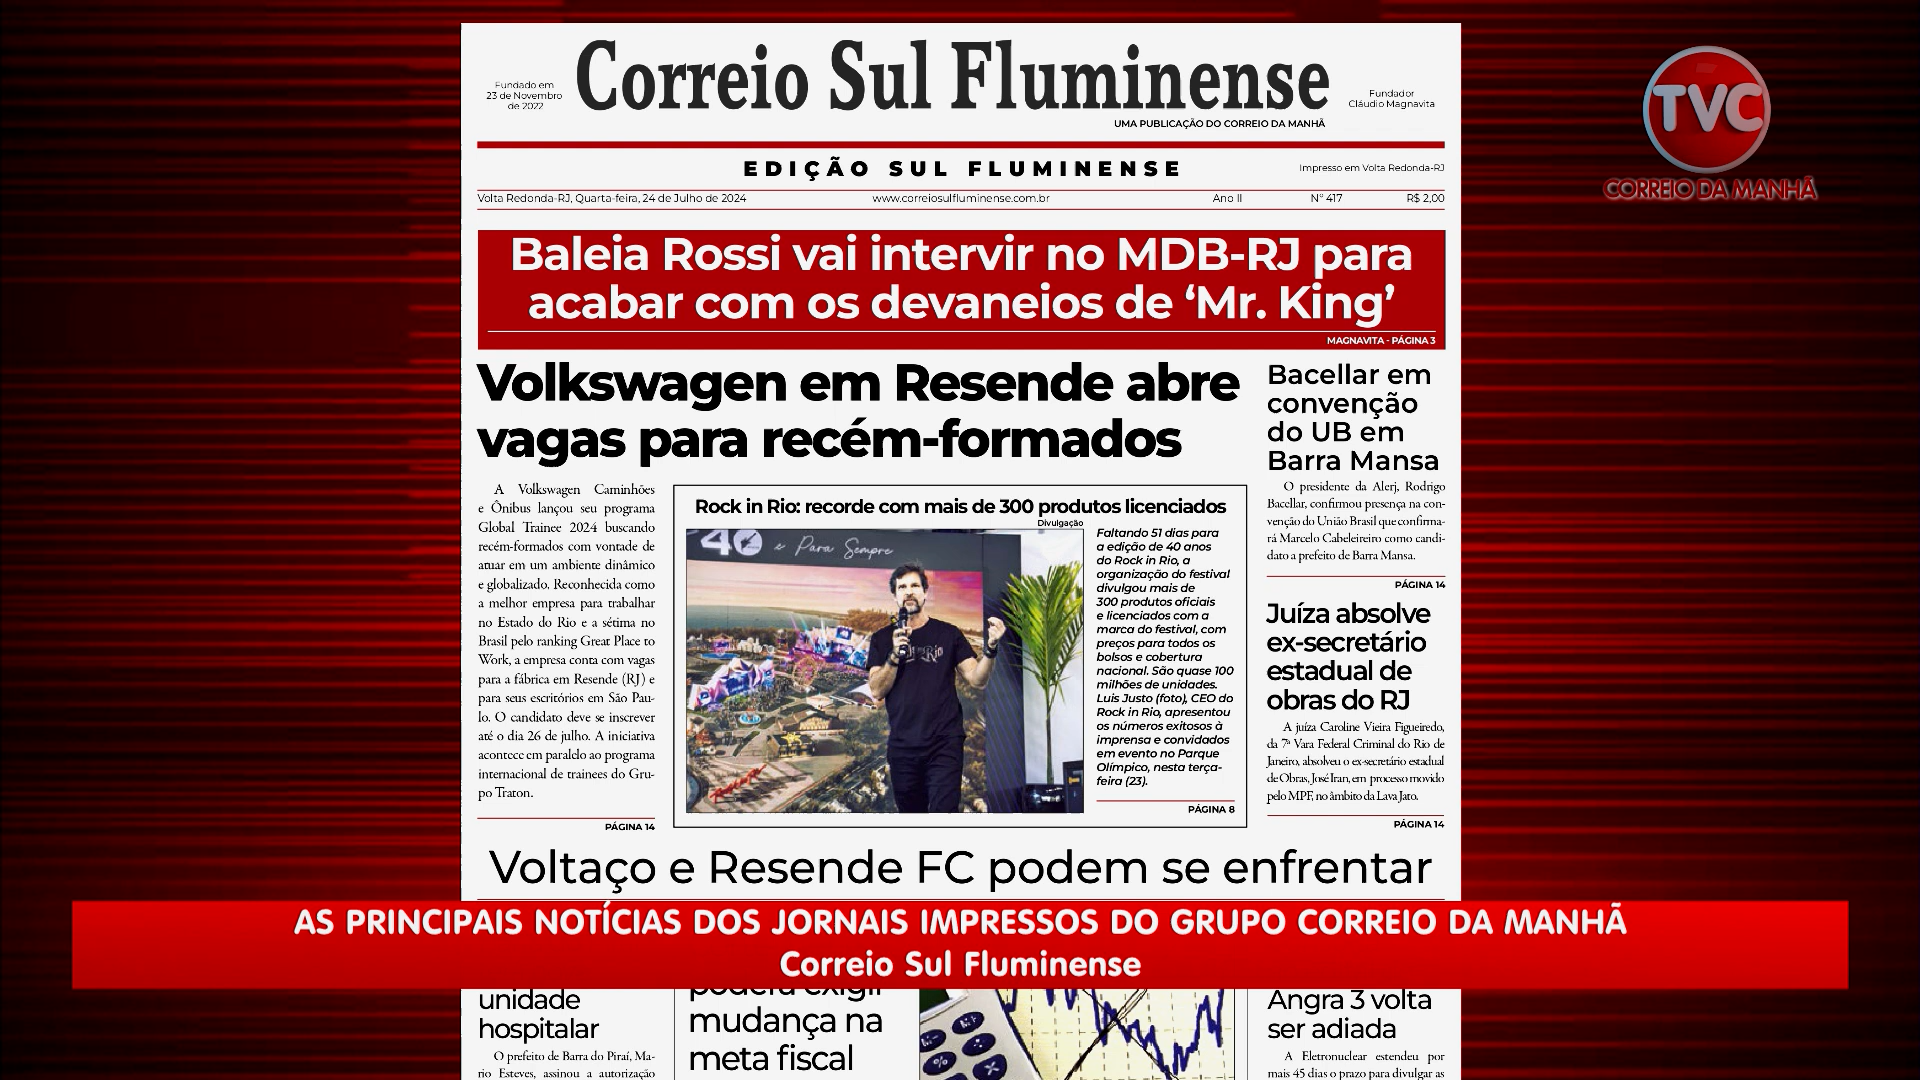 Fundado em
23 de Novembro
de 2022
Correio Sul Fluminense
Fundador
Cláudio Magnavita
UMA PUBLICAÇÃO DO CORREIO DA MANHÃ
TVC
CORREIO DA MANHÃ
EDIÇÃO SUL FLUMINENSE
Impresso em Volta Redonda-RJ
Volta Redonda-RJ, Quarta-feira, 24 de Julho de 2024 www.correiosulfluminense.com.br Ano II Nº 417 R$ 2,00
Baleia Rossi vai intervir no MDB-RJ para
acabar com os devaneios de ‘Mr. King’
MAGNAVITA - PÁGINA 3
Volkswagen em Resende abre
vagas para recém-formados
A Volkswagen Caminhões
e Ônibus lançou seu programa
Global Trainee 2024 buscando
recém-formados com vontade de
atuar em um ambiente dinâmico
e globalizado. Reconhecida como
a melhor empresa para trabalhar
no Estado do Rio e a sétima no
Brasil pelo ranking Great Place to
Work, a empresa conta com vagas
para a fábrica em Resende (RJ) e
para seus escritórios em São Pau-
lo. O candidato deve se inscrever
até o dia 26 de julho. A iniciativa
acontece em paralelo ao programa
internacional de trainees do Gru-
po Traton.
PÁGINA 14
Rock in Rio: recorde com mais de 300 produtos licenciados
Divulgação
40
e Para Sempre
Faltando 51 dias para
a edição de 40 anos
do Rock in Rio, a
organização do festival
divulgou mais de
300 produtos oficiais
e licenciados com a
marca do festival, com
preços para todos os
bolsos e cobertura
nacional. São quase 100
milhões de unidades.
Luis Justo (foto), CEO do
Rock in Rio, apresentou
os números exitosos à
imprensa e convidados
em evento no Parque
Olímpico, nesta terça-
feira (23).
PÁGINA 8
Bacellar em
convenção
do UB em
Barra Mansa
O presidente da Alerj, Rodrigo
Bacellar, confirmou presença na con-
venção do União Brasil que confirma-
rá Marcelo Cabeleireiro como candi-
dato a prefeito de Barra Mansa.
PÁGINA 14
Juíza absolve
ex-secretário
estadual de
obras do RJ
A juíza Caroline Vieira Figueiredo,
da 7ª Vara Federal Criminal do Rio de
Janeiro, absolveu o ex-secretário estadual
de Obras, José Iran, em processo movido
pelo MPF, no âmbito da Lava Jato.
PÁGINA 14
Voltaço e Resende FC podem se enfrentar
AS PRINCIPAIS NOTÍCIAS DOS JORNAIS IMPRESSOS DO GRUPO CORREIO DA MANHÃ
Correio Sul Fluminense
unidade
hospitalar
O prefeito de Barra do Piraí, Ma-
rio Esteves, assinou a autorização
poderá exigir
mudança na
meta fiscal
Angra 3 volta
ser adiada
A Eletronuclear estendeu por
mais 45 dias o prazo para divulgar as